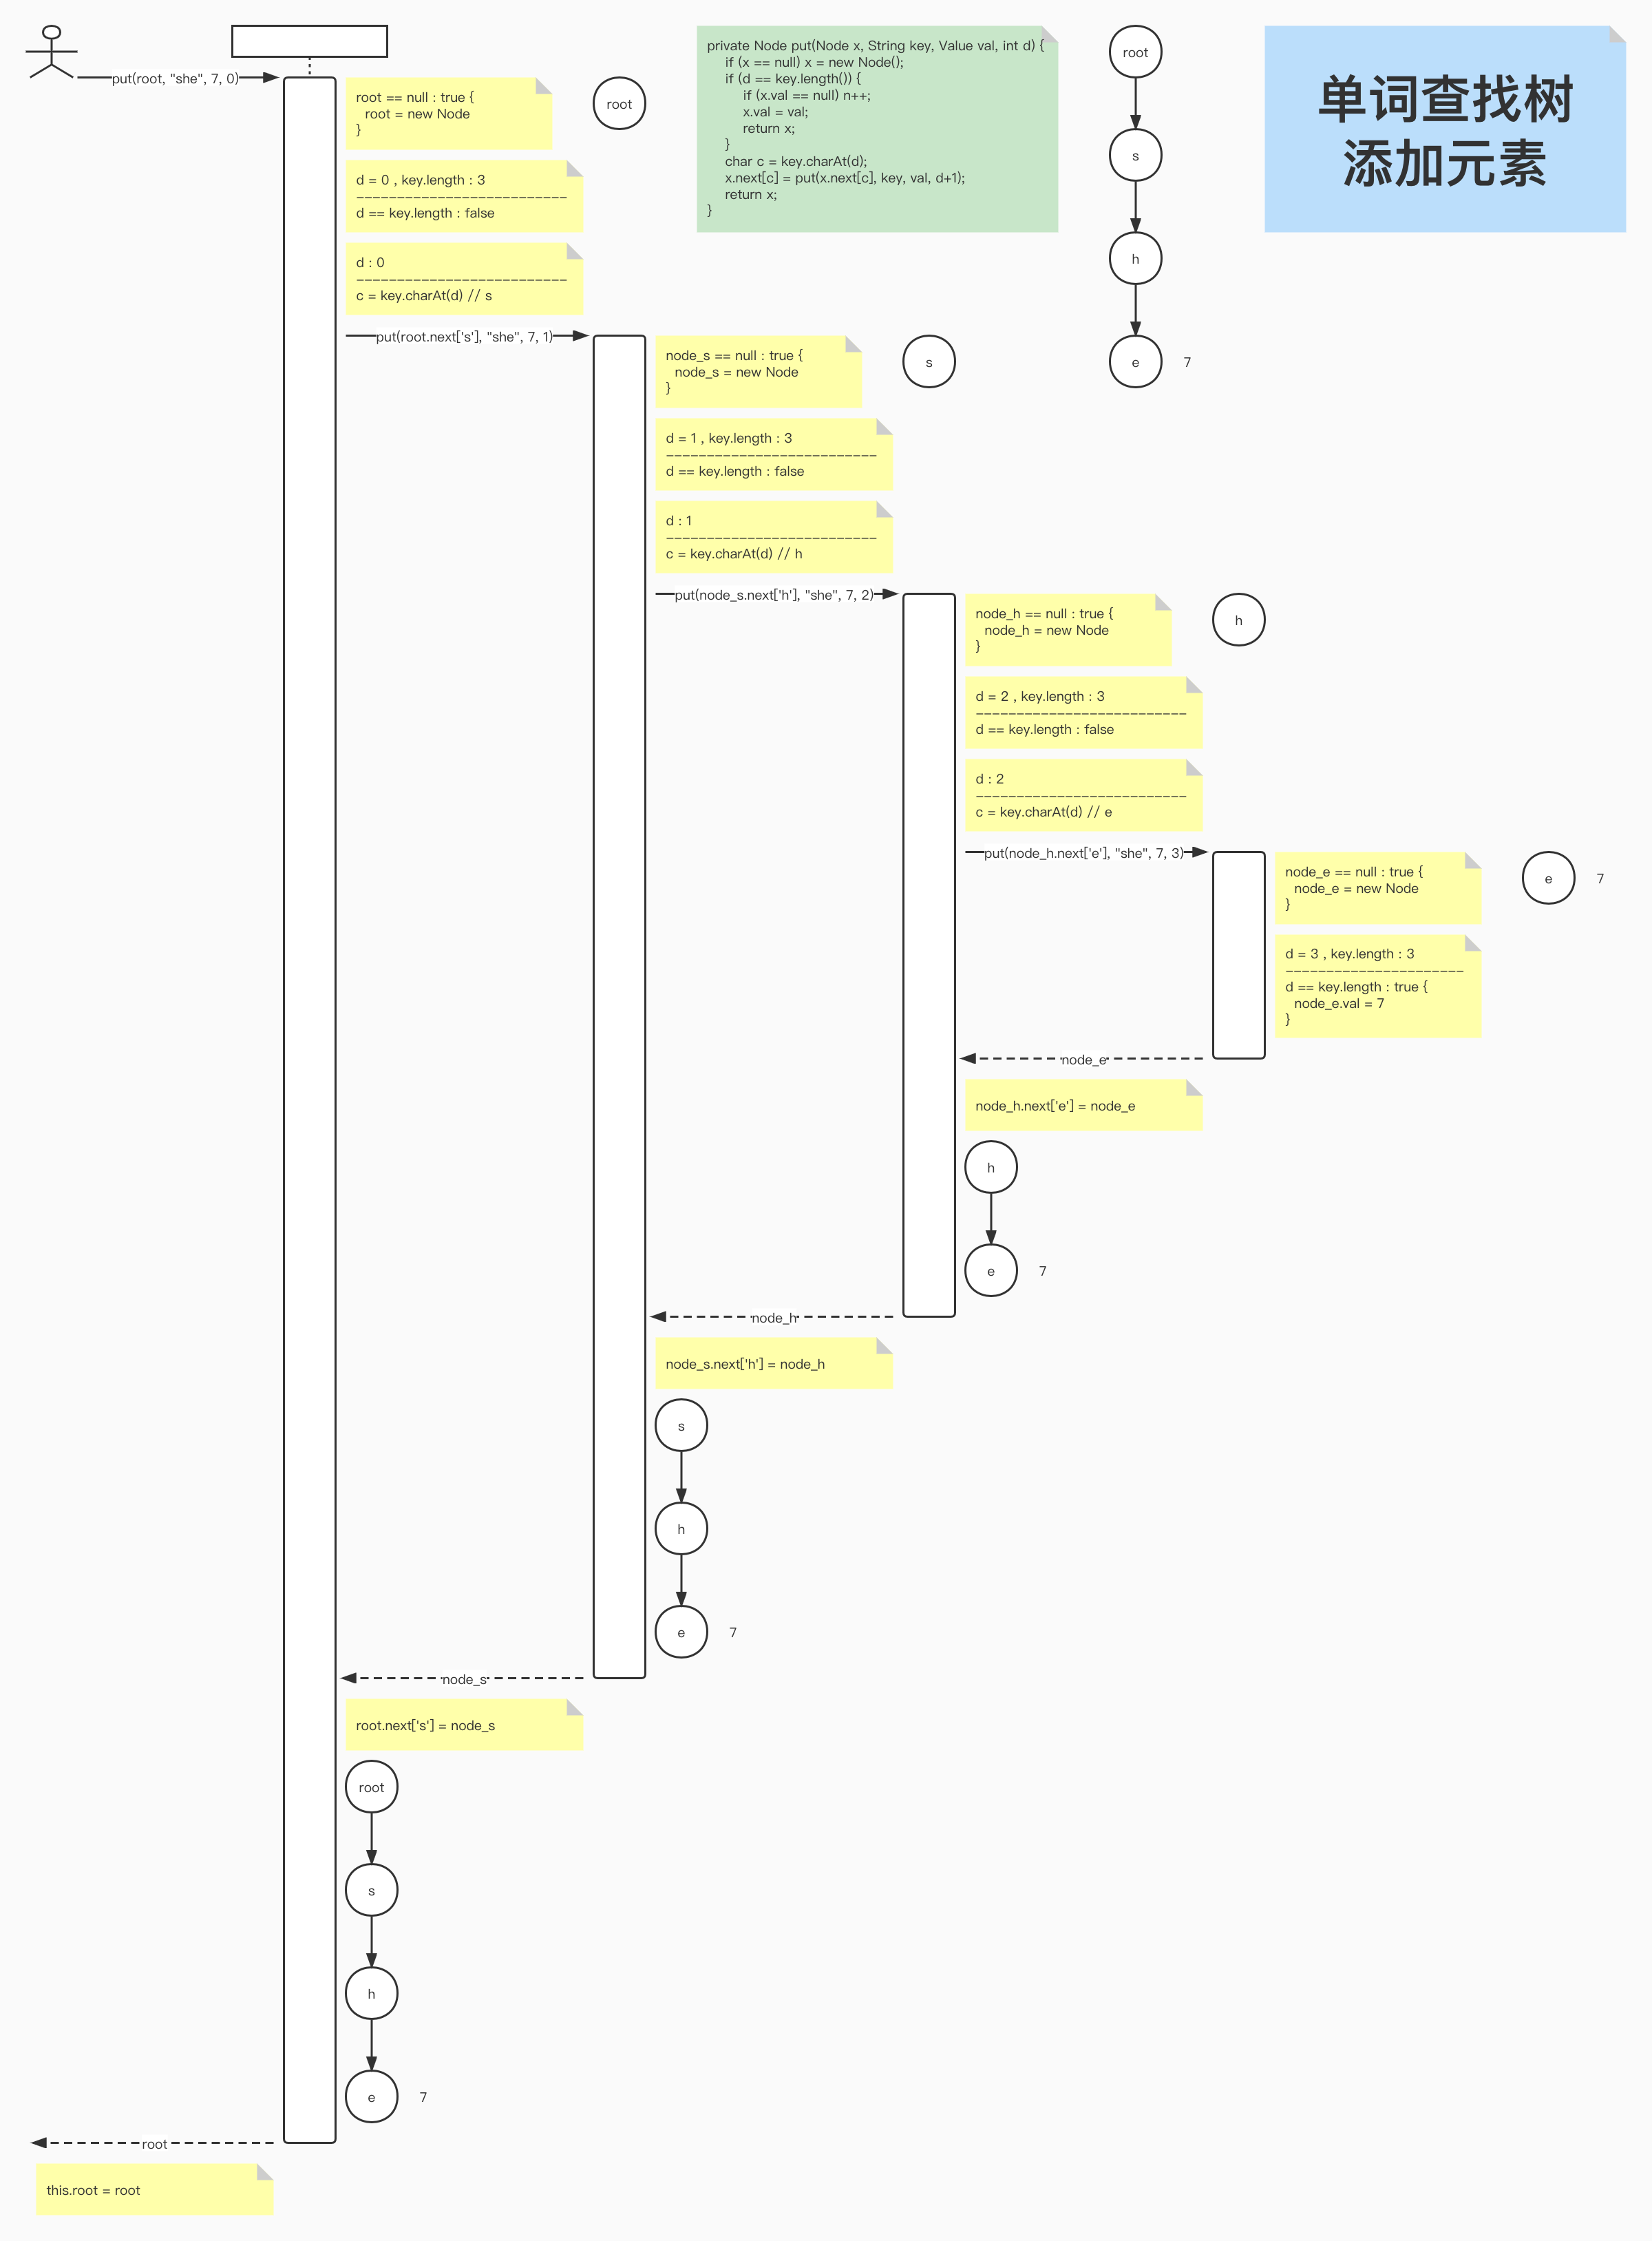 put(root, "she", 7, 0)
root == null : true {
root = new Node
}
root
d = 0 , key.length : 3
--------------------------
d == key.length : false
d : 0
--------------------------
c = key.charAt(d) // s
private Node put(Node x, String key, Value val, int d) {
if (x == null) x = new Node();
if (d == key.length()) {
if (x.val == null) n++;
x.val = val;
return x;
}
char c = key.charAt(d);
x.next[c] = put(x.next[c], key, val, d+1);
return x;
}
root
s
h
e 7
单词查找树
添加元素
put(root.next['s'], "she", 7, 1)
node_s == null : true {
node_s = new Node
}
s
d = 1 , key.length : 3
--------------------------
d == key.length : false
d : 1
--------------------------
c = key.charAt(d) // h
put(node_s.next['h'], "she", 7, 2)
node_h == null : true {
node_h = new Node
}
h
d = 2 , key.length : 3
--------------------------
d == key.length : false
d : 2
--------------------------
c = key.charAt(d) // e
put(node_h.next['e'], "she", 7, 3)
node_e == null : true {
node_e = new Node
}
e 7
d = 3 , key.length : 3
----------------------
d == key.length : true {
node_e.val = 7
}
node_e
node_h.next['e'] = node_e
h
e 7
node_h
node_s.next['h'] = node_h
s
h
e 7
node_s
root.next['s'] = node_s
root
s
h
e 7
root
this.root = root